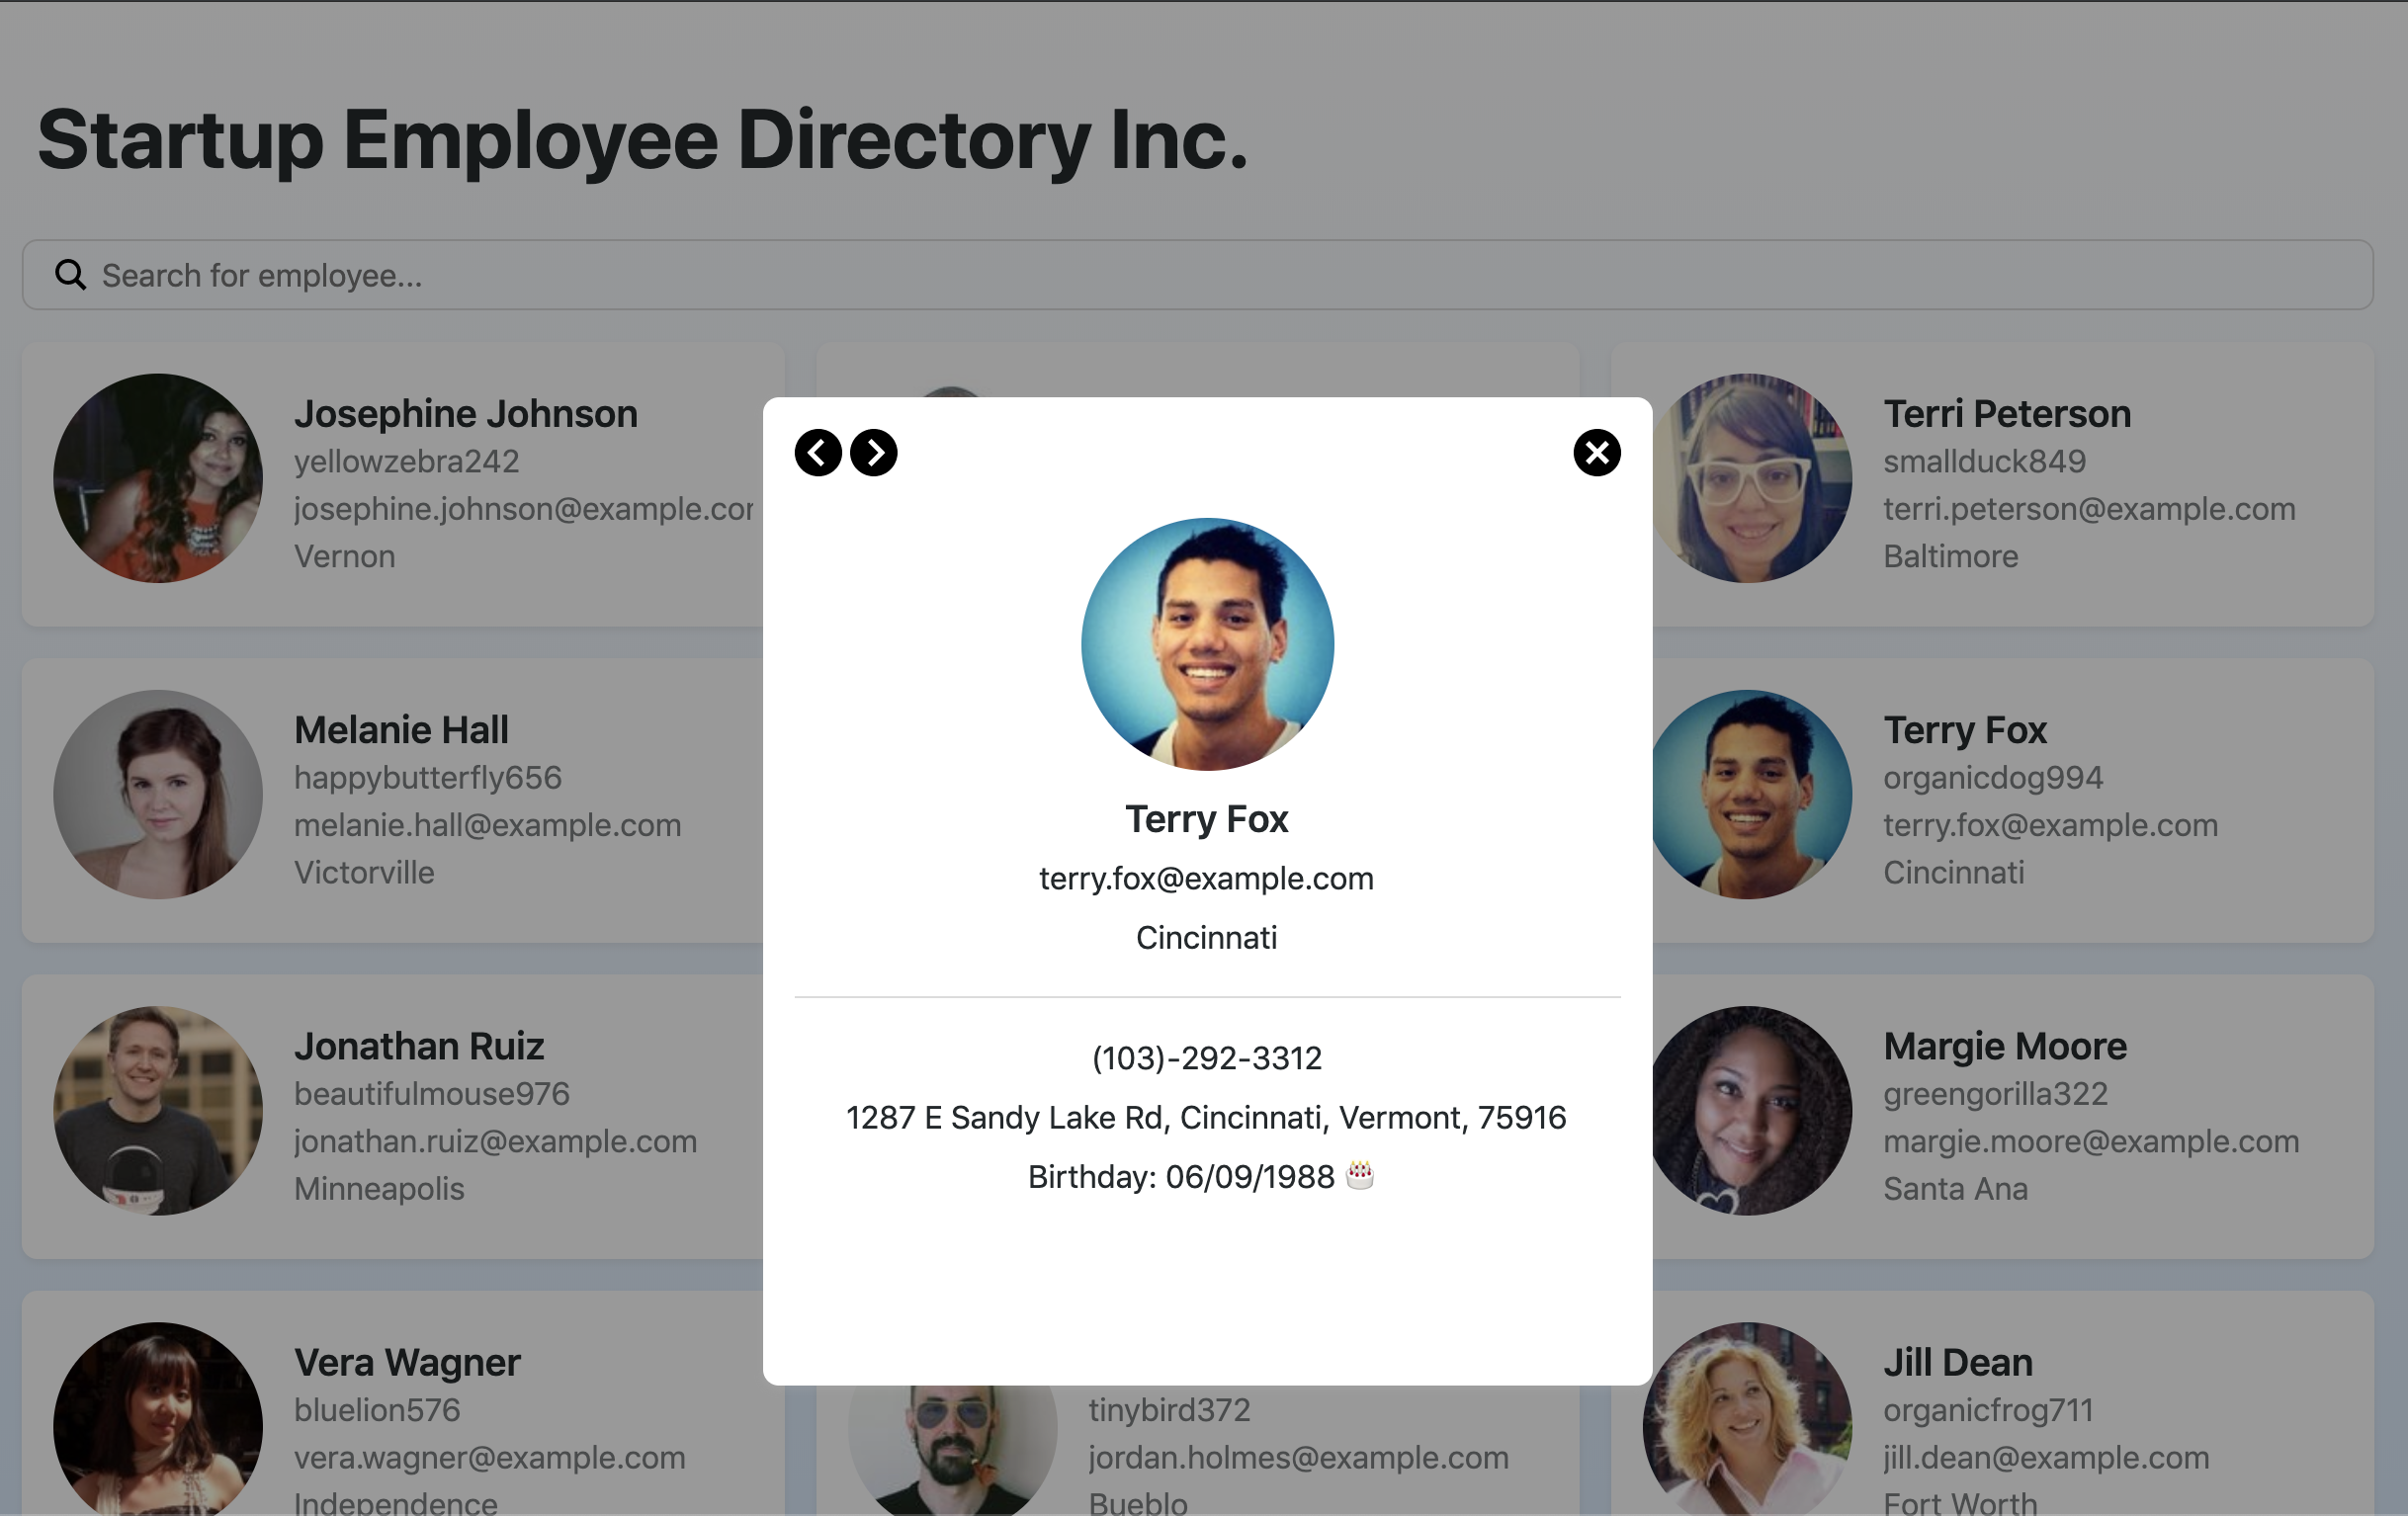 Startup Employee Directory Inc.
Search for employee...
Josephine Johnson
yellowzebra242
josephine.johnson@example.cor
Vernon
Terri Peterson
smallduck849
terri.peterson@example.com
Baltimore
Melanie Hall
happybutterfly656
melanie.hall@example.com
Victorville
Terry Fox
organicdog994
terry.fox@example.com
Cincinnati
Jonathan Ruiz
beautifulmouse976
jonathan.ruiz@example.com
Minneapolis
Margie Moore
greengorilla322
margie.moore@example.com
Santa Ana
Vera Wagner
bluelion576
vera.wagner@example.com
Independence
tinybird372
jordan.holmes@example.com
Bueblo
Jill Dean
organicfrog711
jill.dean@example.com
Fort Worth
Terry Fox
terry.fox@example.com
Cincinnati
(103)-292-3312
1287 E Sandy Lake Rd, Cincinnati, Vermont, 75916
Birthday: 06/09/1988 🎂